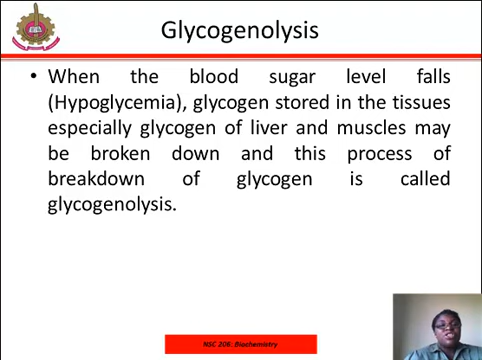 Glycogenolysis
• When the blood sugar level falls
(Hypoglycemia), glycogen stored in the tissues
especially glycogen of liver and muscles may
be broken down and this process of
breakdown of glycogen is called
glycogenolysis.
NSC 206: Biochemistry